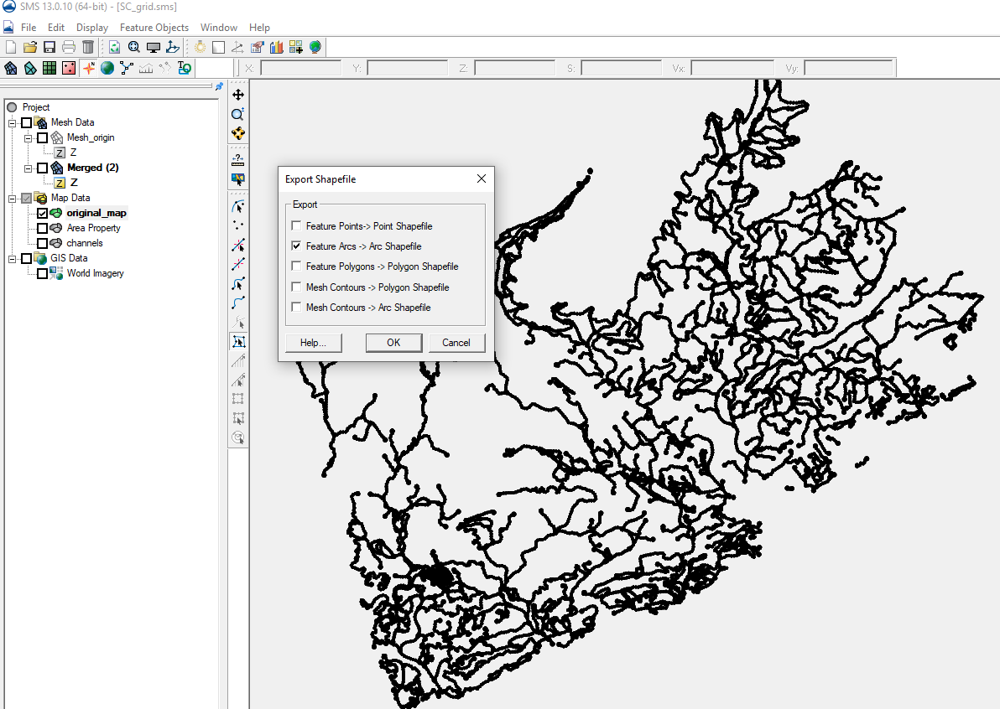 SMS 13.0.10 (64-bit) - [SC_grid.sms]
File Edit Display Feature Objects Window Help
X: Y: Z: S: Vx: Vy:
Project
Mesh Data
Mesh_origin
Z Z
Merged (2)
Z Z
Map Data
original_map
Area Property
channels
GIS Data
World Imagery
Export Shapefile
Export
Feature Points-> Point Shapefile
Feature Arcs -> Arc Shapefile
Feature Polygons -> Polygon Shapefile
Mesh Contours -> Polygon Shapefile
Mesh Contours -> Arc Shapefile
Help... OK Cancel